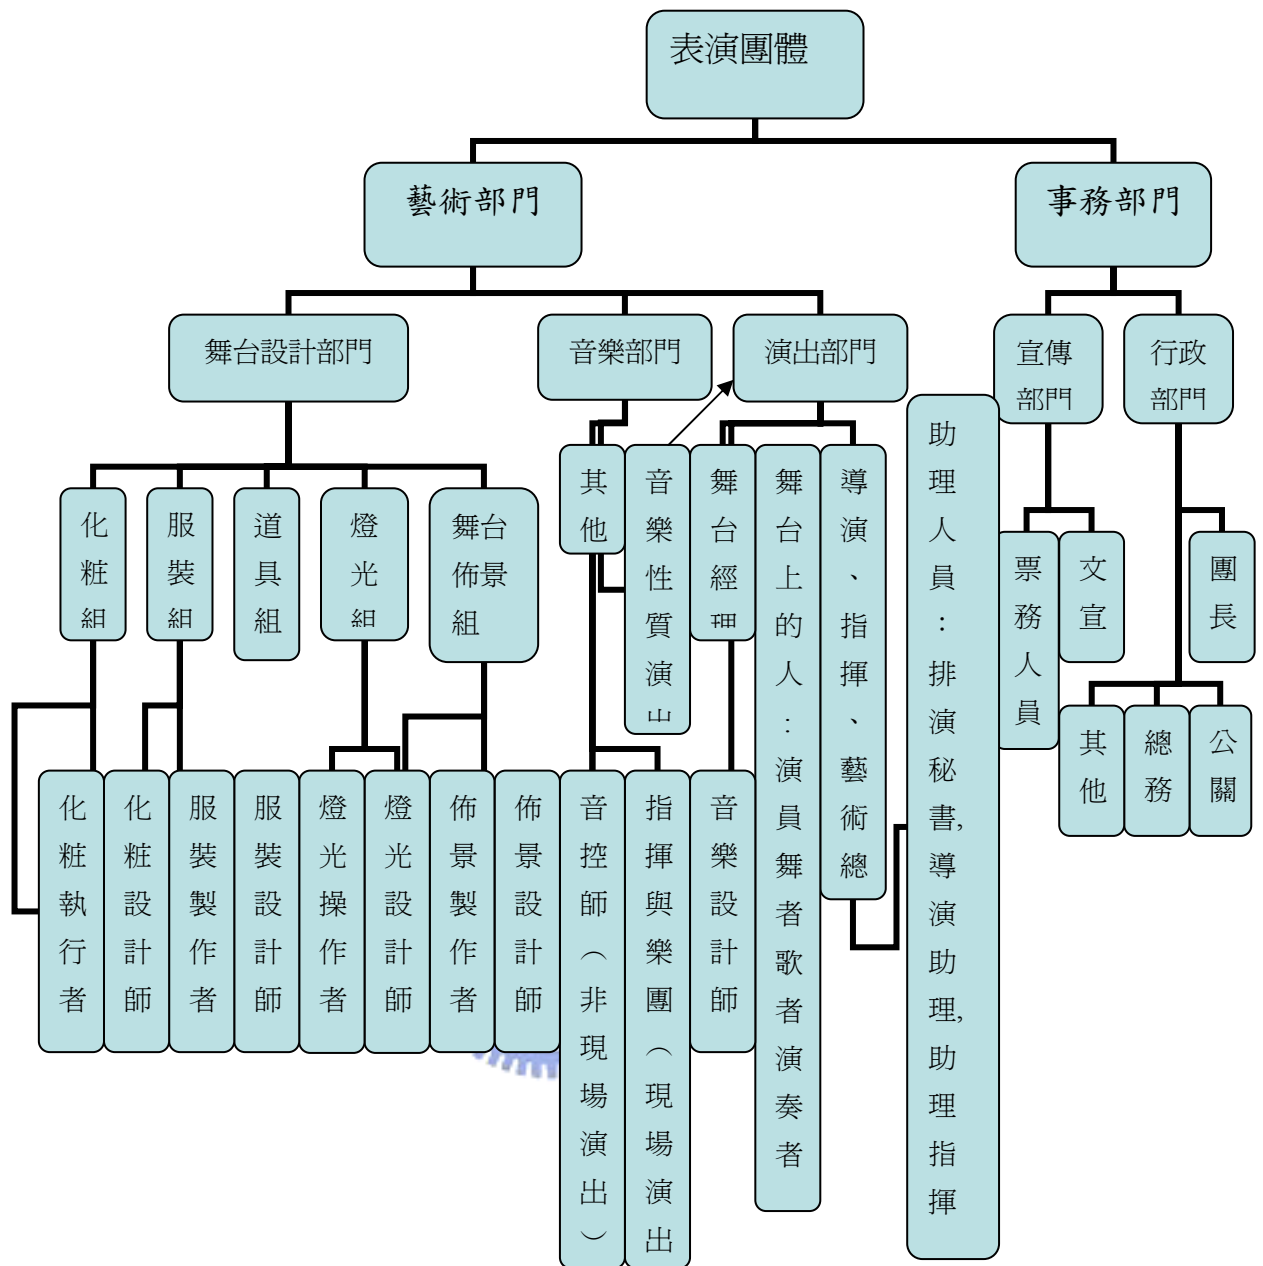 表演團體
藝術部門
事務部門
舞台設計部門
音樂部門
演出部門
宣傳部門
行政部門
化粧組
服裝組
道具組
燈光組
舞台佈景組
其他
音樂性質演出
舞台經理
舞台上的人：演員舞者歌者演奏者
導演、指揮、藝術總
助理人員：排演秘書,導演助理,助理指揮
票務人員
文宣
團長
其他
總務
公關
化粧執行者
化粧設計師
服裝製作者
服裝設計師
燈光操作者
燈光設計師
佈景製作者
佈景設計師
音控師（非現場演出）
指揮與樂團（現場演出
音樂設計師